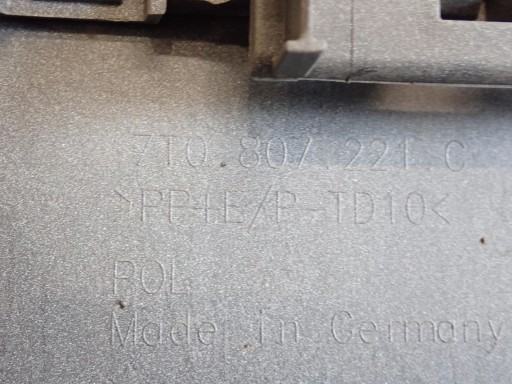 7T0.807.221.C
>PP+E/P-TD10<
POL
Made in Germany